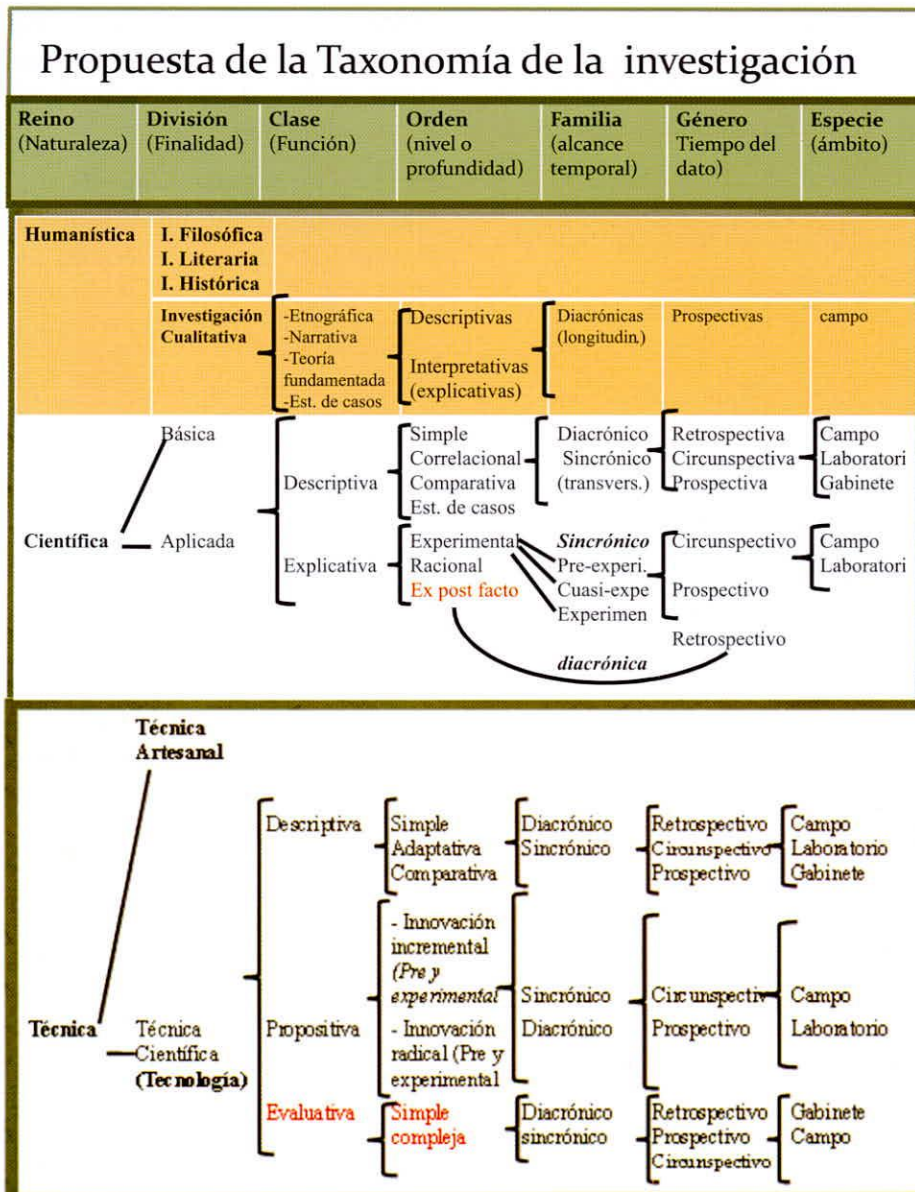 Propuesta de la Taxonomía de la investigación
Reino
(Naturaleza)
División
(Finalidad)
Clase
(Función)
Orden
(nivel o
profundidad)
Familia
(alcance
temporal)
Género
Tiempo del
dato)
Especie
(ámbito)
Humanística
I. Filosófica
I. Literaria
I. Histórica
Investigación
Cualitativa
-Etnográfica
-Narrativa
-Teoría
fundamentada
-Est. de casos
Descriptivas
Interpretativas
(explicativas)
Diacrónicas
(longitudin.)
Prospectivas
campo
Científica
Básica
Aplicada
Descriptiva
Simple
Correlacional
Comparativa
Est. de casos
Diacrónico
Sincrónico
(transvers.)
Retrospectiva
Circunspectiva
Prospectiva
Campo
Laboratori
Gabinete
Explicativa
Experimental
Racional
Ex post facto
Sincrónico
Pre-experi.
Cuasi-expe
Experimen
diacrónica
Circunspectivo
Prospectivo
Retrospectivo
Campo
Laboratori
Técnica
Técnica
Artesanal
Técnica
Científica
(Tecnología)
Descriptiva
Simple
Adaptativa
Comparativa
Diacrónico
Sincrónico
Retrospectivo
Circunspectivo
Prospectivo
Campo
Laboratorio
Gabinete
Propositiva
- Innovación
incremental
(Pre y
experimental
- Innovación
radical (Pre y
experimental
Sincrónico
Diacrónico
Circunspectiv
Prospectivo
Campo
Laboratorio
Evaluativa
Simple
compleja
Diacrónico
sincrónico
Retrospectivo
Prospectivo
Circunspectivo
Gabinete
Campo